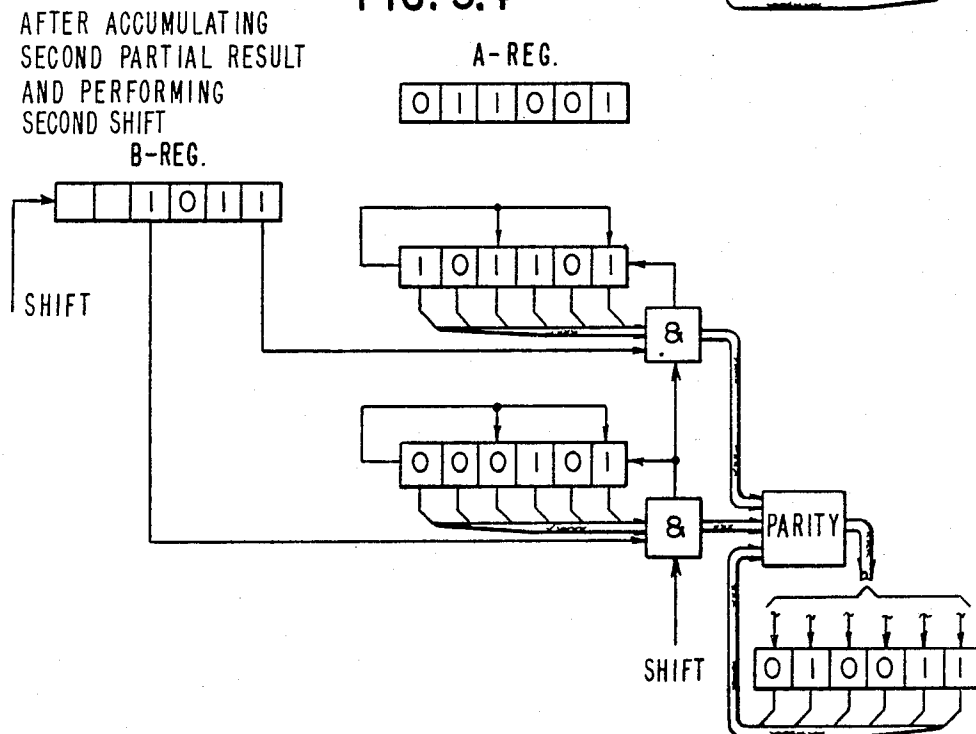 AFTER ACCUMULATING
SECOND PARTIAL RESULT
AND PERFORMING
SECOND SHIFT
A-REG.
0 1 1 0 0 1
B-REG.
1 0 1 1
SHIFT
1 0 1 1 0 1
&
0 0 0 1 0 1
&
PARITY
SHIFT
0 1 0 0 1 1